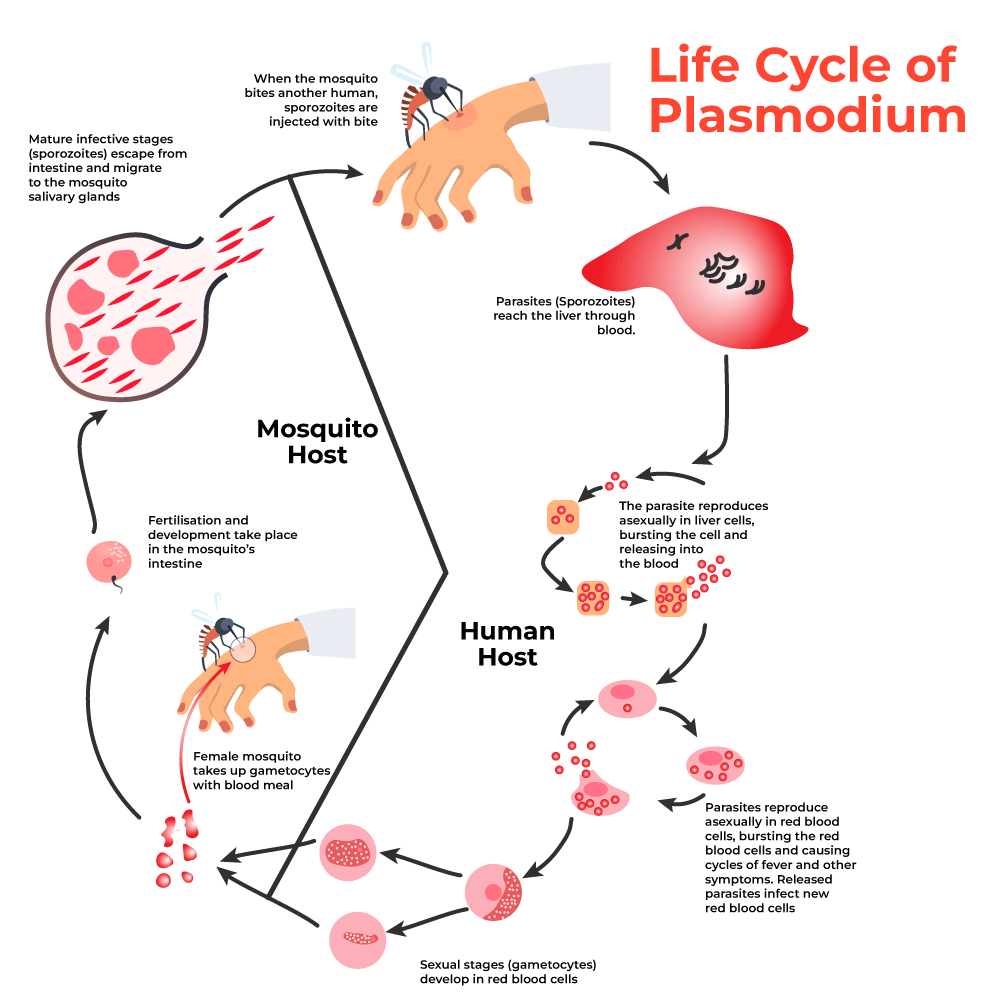 Life Cycle of
Plasmodium
When the mosquito
bites another human,
sporozoites are
injected with bite
Mature infective stages
(sporozoites) escape from
intestine and migrate
to the mosquito
salivary glands
Parasites (Sporozoites)
reach the liver through
blood.
Mosquito
Host
The parasite reproduces
asexually in liver cells,
bursting the cell and
releasing into
the blood
Fertilisation and
development take place
in the mosquito's
intestine
Human
Host
Female mosquito
takes up gametocytes
with blood meal
Parasites reproduce
asexually in red blood
cells, bursting the red
blood cells and causing
cycles of fever and other
symptoms. Released
parasites infect new
red blood cells
Sexual stages (gametocytes)
develop in red blood cells